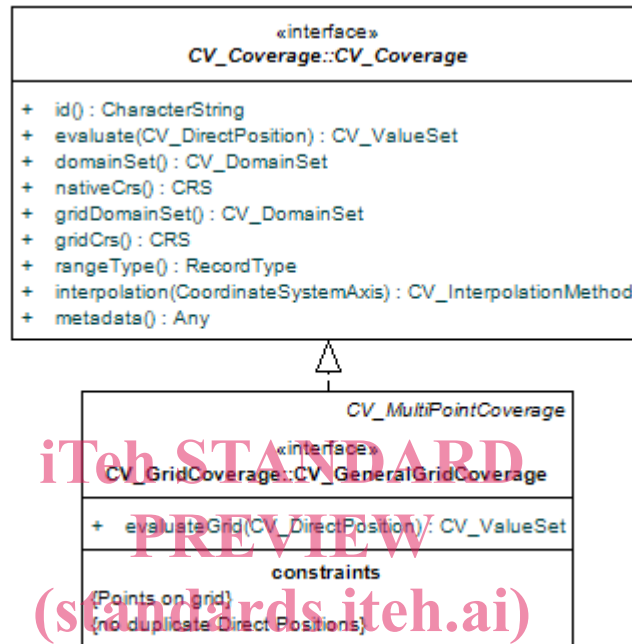 «interface»
CV_Coverage::CV_Coverage
+ id() : CharacterString
+ evaluate(CV_DirectPosition) : CV_ValueSet
+ domainSet() : CV_DomainSet
+ nativeCrs() : CRS
+ gridDomainSet() : CV_DomainSet
+ gridCrs() : CRS
+ rangeType() : RecordType
+ interpolation(CoordinateSystemAxis) : CV_InterpolationMethod
+ metadata() : Any
CV_MultiPointCoverage
«interface»
CV_GridCoverage::CV_GeneralGridCoverage
+ evaluateGrid(CV_DirectPosition) : CV_ValueSet
constraints
{Points on grid}
{no duplicate Direct Positions}
iTeh STANDARD
PREVIEW
(standards.iteh.ai)